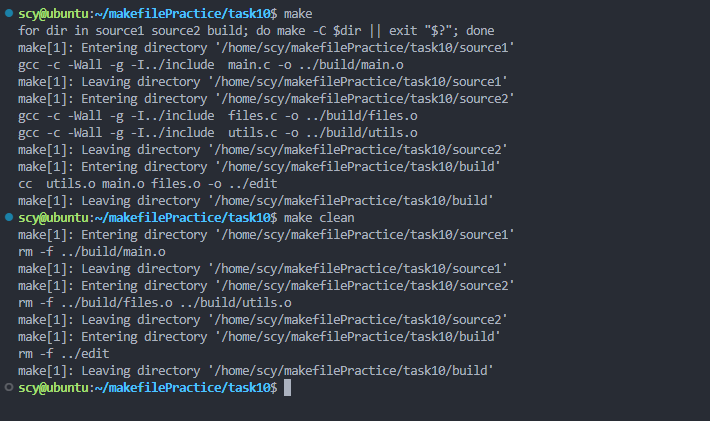 scy@ubuntu:~/makefilePractice/task10$ make
for dir in source1 source2 build; do make -C $dir || exit "$?"; done
make[1]: Entering directory '/home/scy/makefilePractice/task10/source1'
gcc -c -Wall -g -I../include  main.c -o ../build/main.o
make[1]: Leaving directory '/home/scy/makefilePractice/task10/source1'
make[1]: Entering directory '/home/scy/makefilePractice/task10/source2'
gcc -c -Wall -g -I../include  files.c -o ../build/files.o
gcc -c -Wall -g -I../include  utils.c -o ../build/utils.o
make[1]: Leaving directory '/home/scy/makefilePractice/task10/source2'
make[1]: Entering directory '/home/scy/makefilePractice/task10/build'
cc  utils.o main.o files.o -o ../edit
make[1]: Leaving directory '/home/scy/makefilePractice/task10/build'
scy@ubuntu:~/makefilePractice/task10$ make clean
make[1]: Entering directory '/home/scy/makefilePractice/task10/source1'
rm -f ../build/main.o
make[1]: Leaving directory '/home/scy/makefilePractice/task10/source1'
make[1]: Entering directory '/home/scy/makefilePractice/task10/source2'
rm -f ../build/files.o ../build/utils.o
make[1]: Leaving directory '/home/scy/makefilePractice/task10/source2'
make[1]: Entering directory '/home/scy/makefilePractice/task10/build'
rm -f ../edit
make[1]: Leaving directory '/home/scy/makefilePractice/task10/build'
scy@ubuntu:~/makefilePractice/task10$